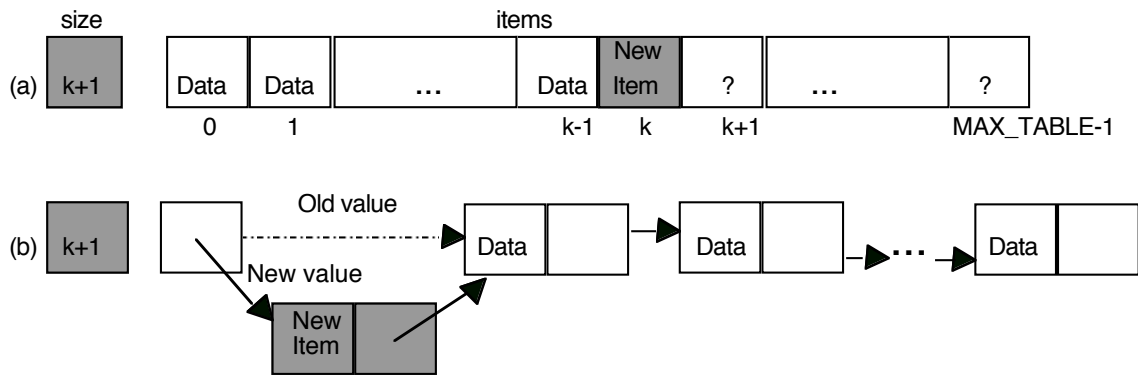 size items
(a) k+1 Data Data ... Data New Item ? ... ?
0 1 k-1 k k+1 MAX_TABLE-1
(b) k+1 Old value Data Data ... Data
New value
New
Item